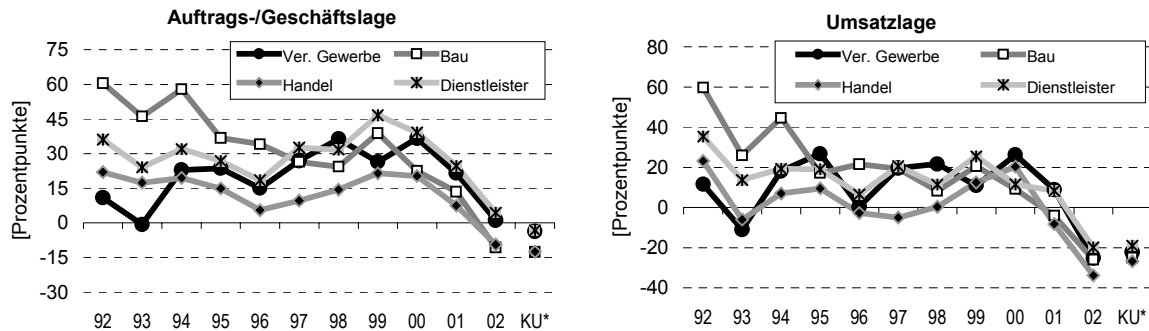 Auftrags-/Geschäftslage
[Prozentpunkte]
75
60
45
30
15
0
-15
-30
Ver. Gewerbe
Bau
Handel
Dienstleister
92 93 94 95 96 97 98 99 00 01 02 KU*
Umsatzlage
[Prozentpunkte]
80
60
40
20
0
-20
-40
Ver. Gewerbe
Bau
Handel
Dienstleister
92 93 94 95 96 97 98 99 00 01 02 KU*